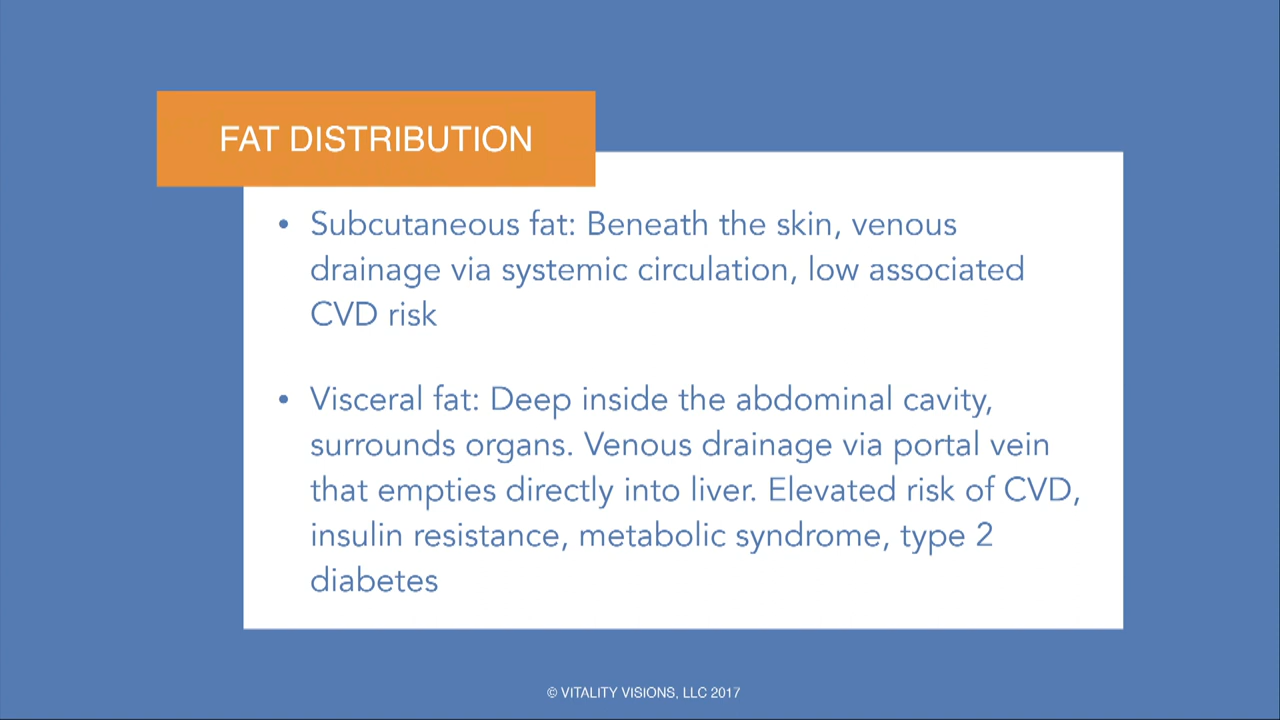 FAT DISTRIBUTION
• Subcutaneous fat: Beneath the skin, venous
drainage via systemic circulation, low associated
CVD risk
• Visceral fat: Deep inside the abdominal cavity,
surrounds organs. Venous drainage via portal vein
that empties directly into liver. Elevated risk of CVD,
insulin resistance, metabolic syndrome, type 2
diabetes
© VITALITY VISIONS, LLC 2017